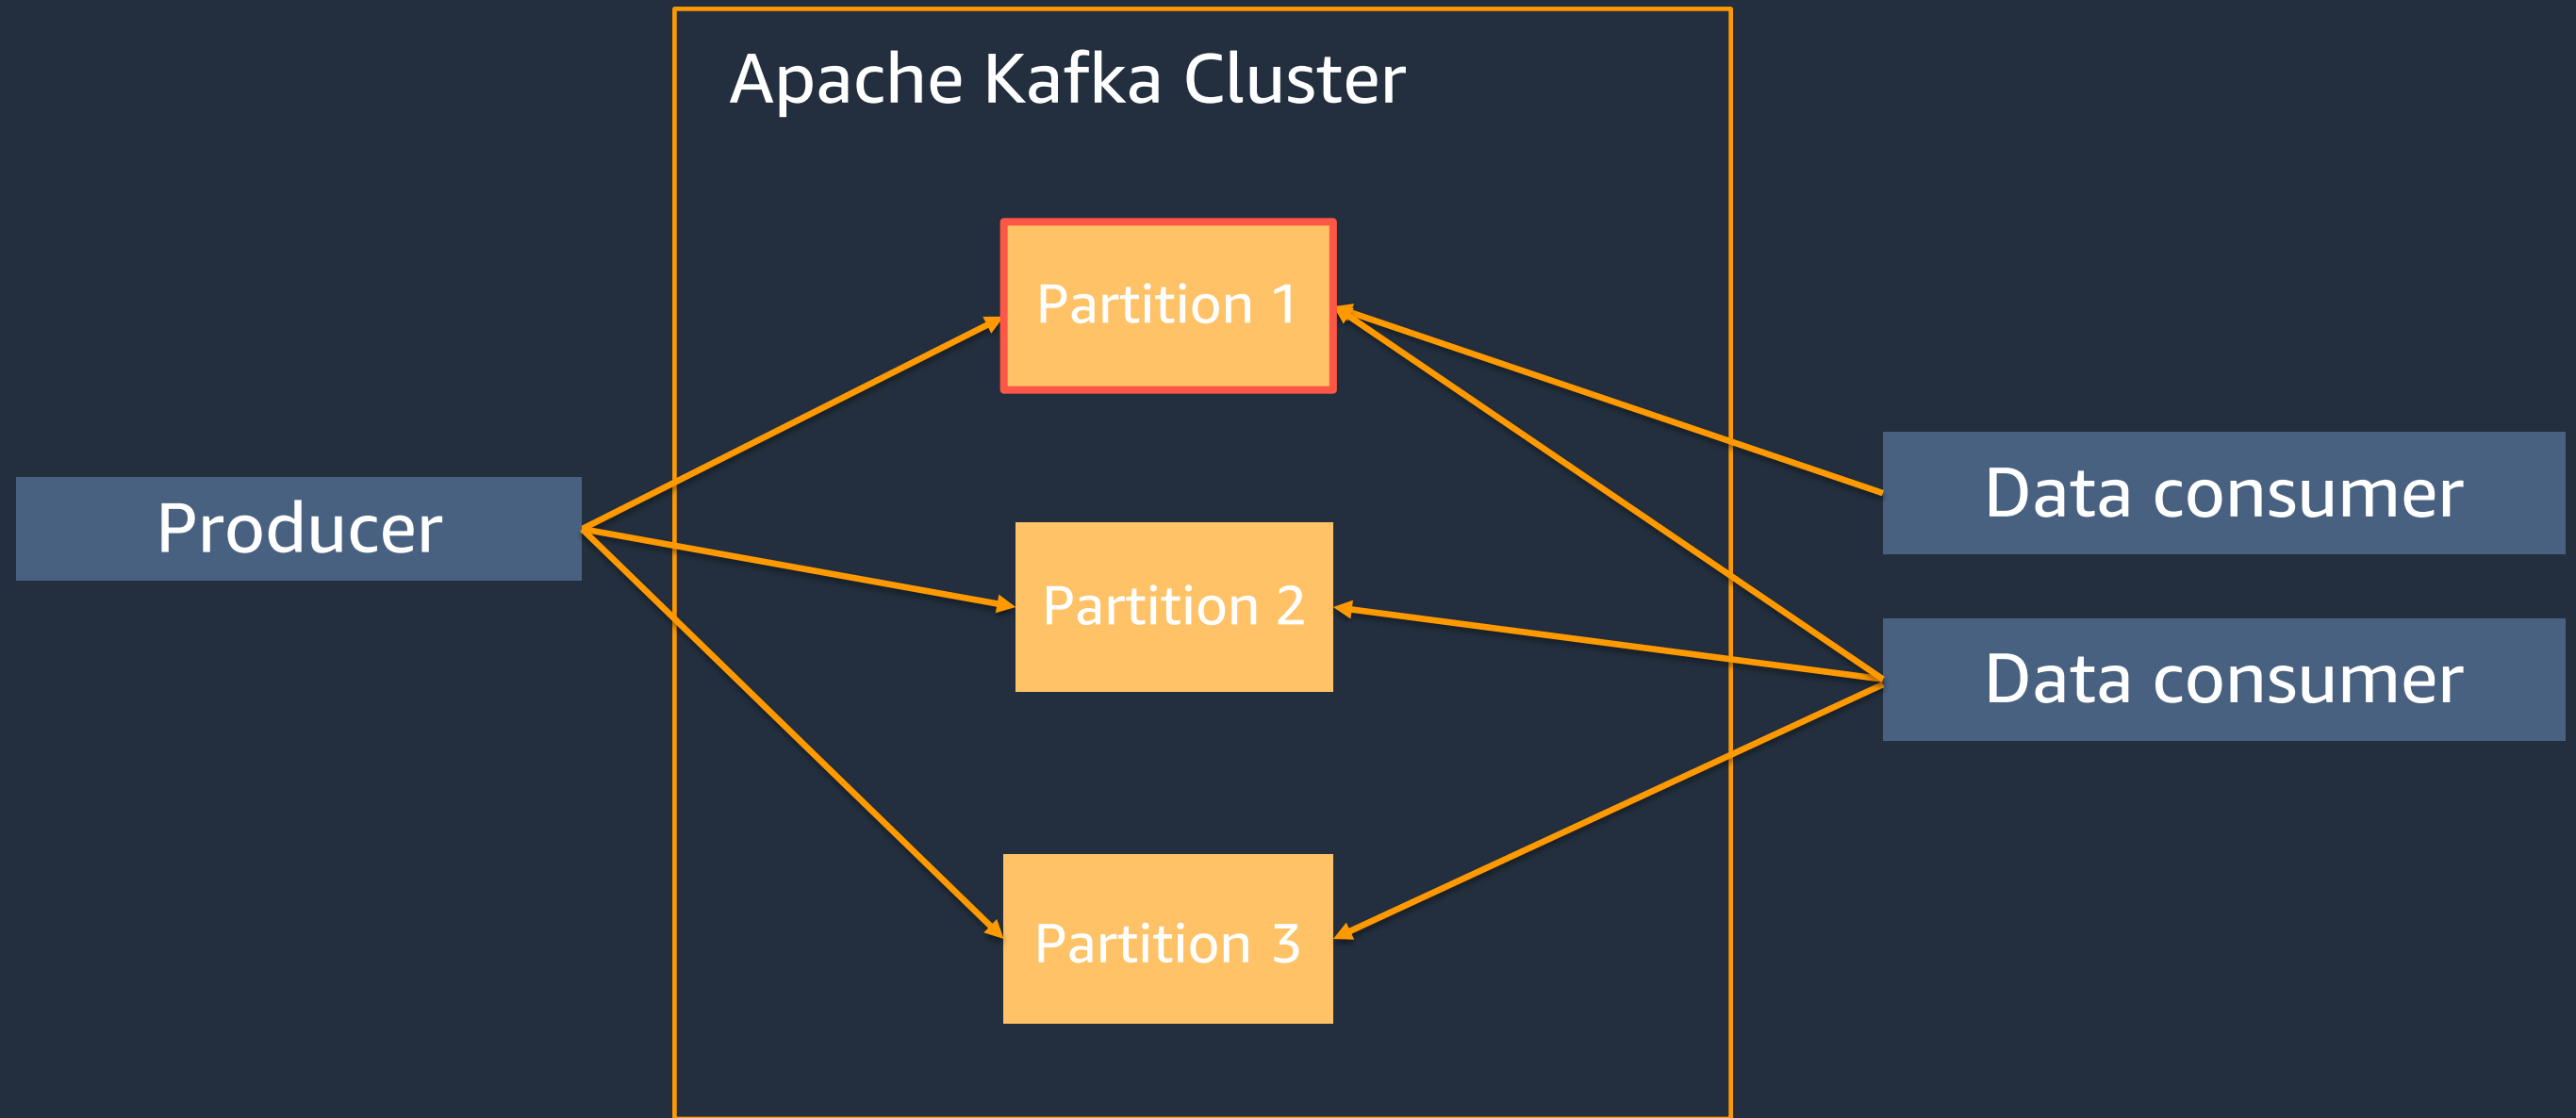 Apache Kafka Cluster
Partition 1
Producer
Partition 2
Partition 3
Data consumer
Data consumer